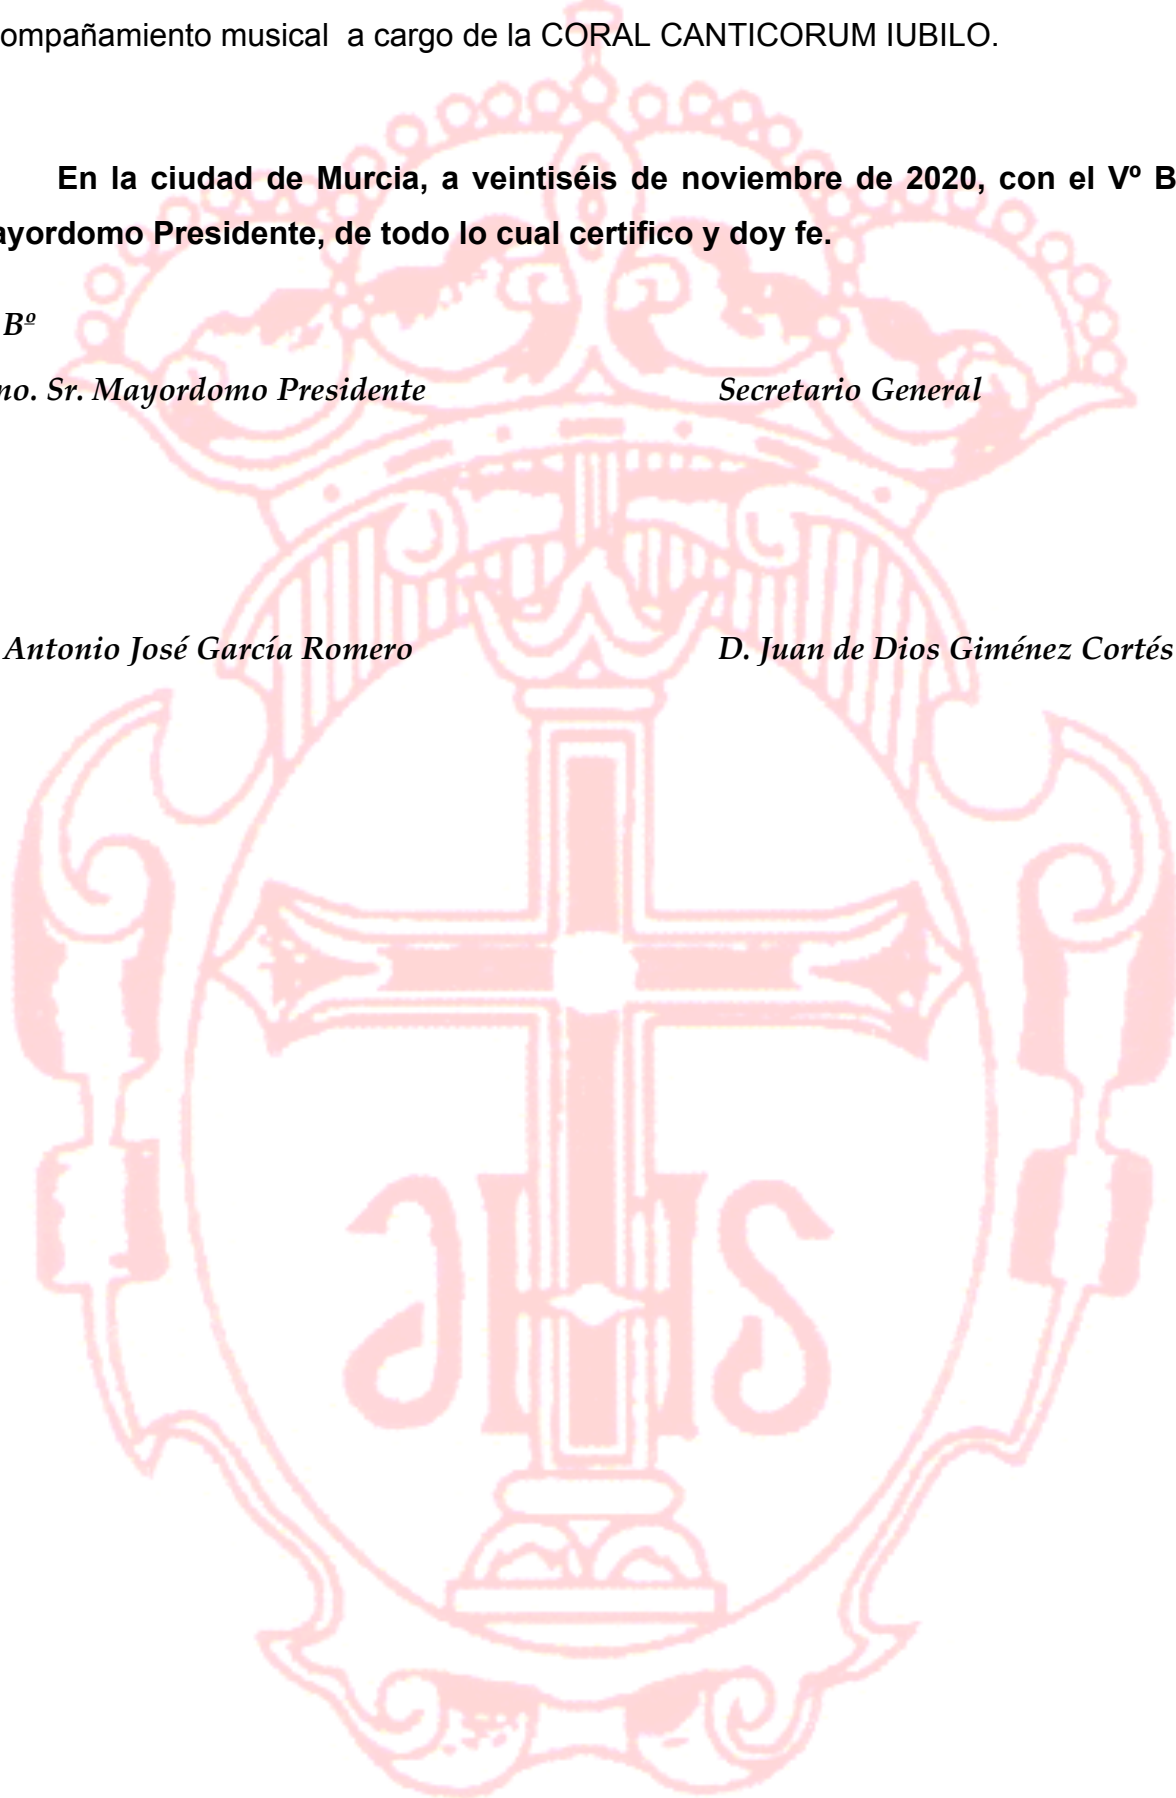 ompañamiento musical  a cargo de la CORAL CANTICORUM IUBILO.
En la ciudad de Murcia, a veintiséis de noviembre de 2020, con el Vº B
ayordomo Presidente, de todo lo cual certifico y doy fe.
Bº
no. Sr. Mayordomo Presidente Secretario General
Antonio José García Romero D. Juan de Dios Giménez Cortés
JHS